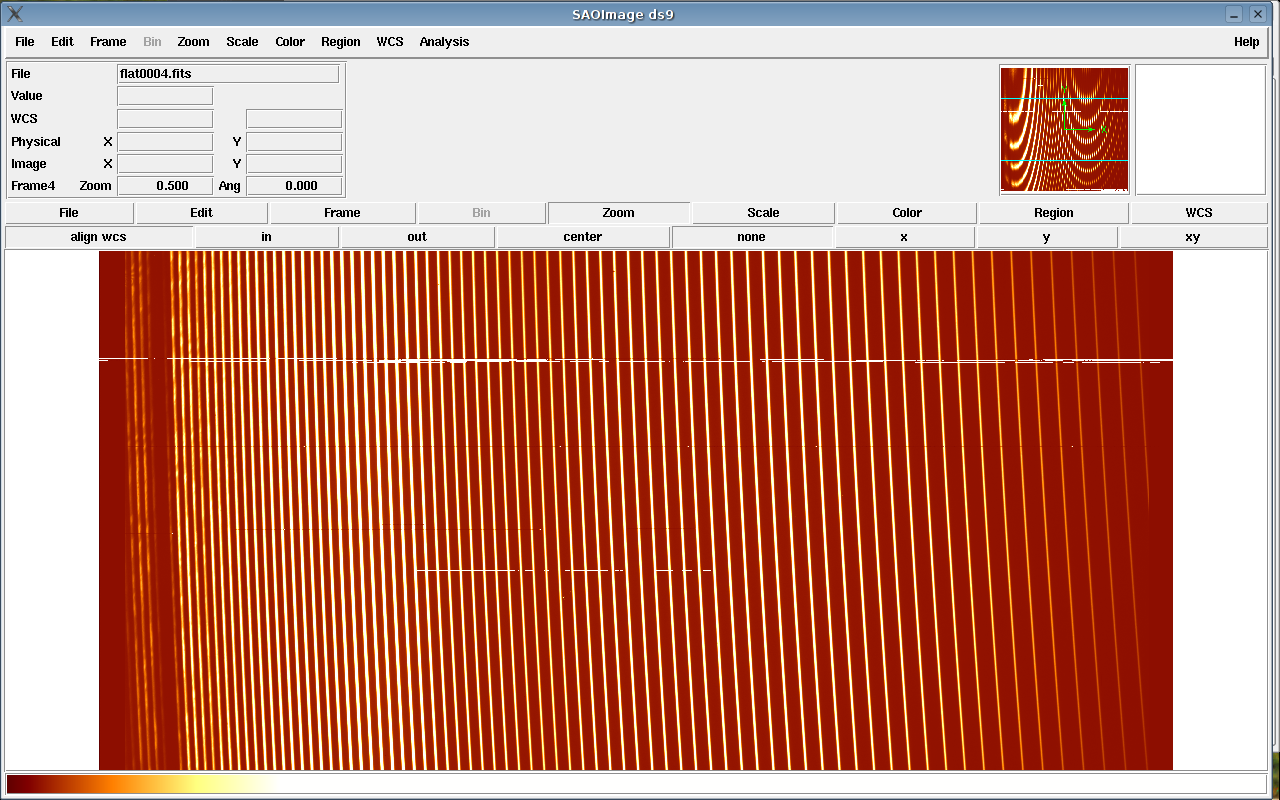 SAOImage ds9
File Edit Frame Bin Zoom Scale Color Region WCS Analysis Help
File flat0004.fits
Value
WCS
Physical X Y
Image X Y
Frame4 Zoom 0.500 Ang 0.000
File Edit Frame Bin Zoom Scale Color Region WCS
align wcs in out center none x y xy